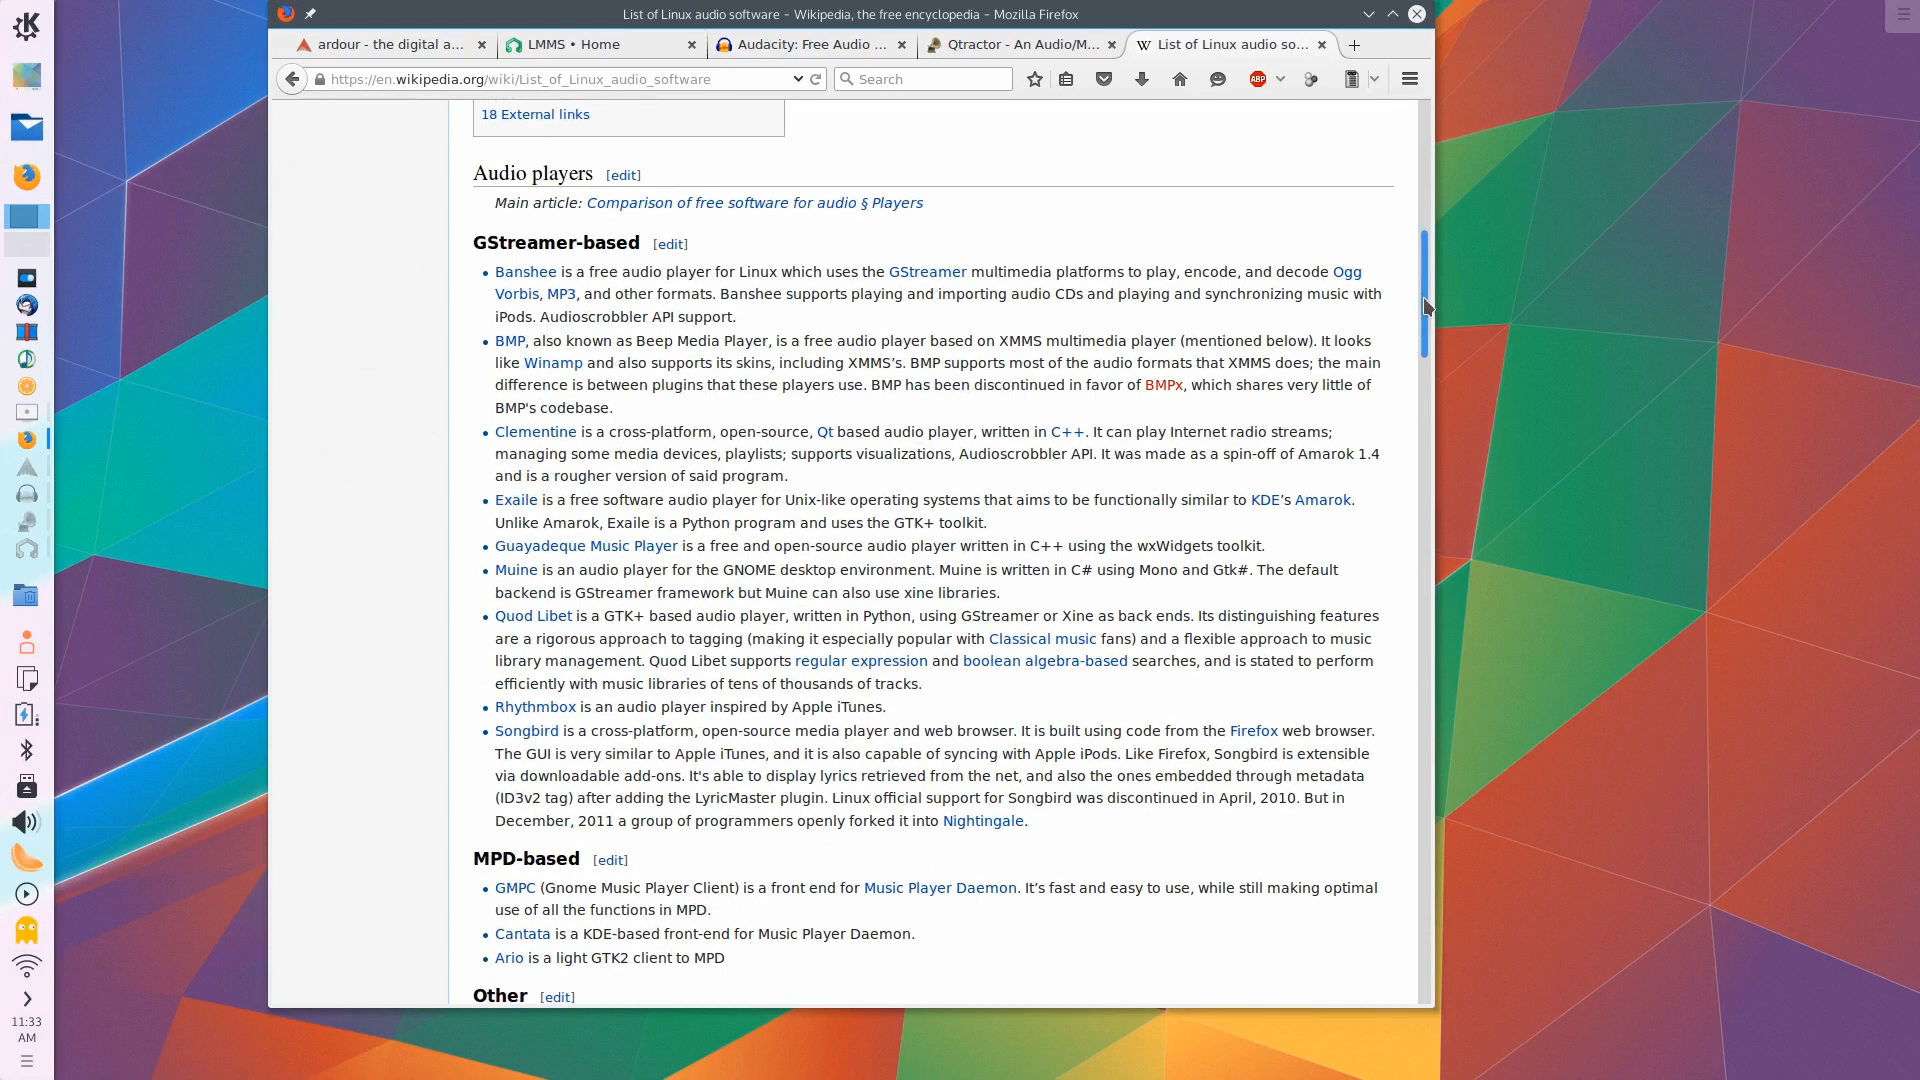 List of Linux audio software - Wikipedia, the free encyclopedia - Mozilla Firefox
ardour - the digital a...
LMMS • Home
Audacity: Free Audio ...
Qtractor - An Audio/M...
W List of Linux audio so...
https://en.wikipedia.org/wiki/List_of_Linux_audio_software
Search
ABP
18 External links
Audio players [edit]
Main article: Comparison of free software for audio § Players
GStreamer-based [edit]
• Banshee is a free audio player for Linux which uses the GStreamer multimedia platforms to play, encode, and decode Ogg
Vorbis, MP3, and other formats. Banshee supports playing and importing audio CDs and playing and synchronizing music with
iPods. Audioscrobbler API support.
• BMP, also known as Beep Media Player, is a free audio player based on XMMS multimedia player (mentioned below). It looks
like Winamp and also supports its skins, including XMMS’s. BMP supports most of the audio formats that XMMS does; the main
difference is between plugins that these players use. BMP has been discontinued in favor of BMPx, which shares very little of
BMP's codebase.
• Clementine is a cross-platform, open-source, Qt based audio player, written in C++. It can play Internet radio streams;
managing some media devices, playlists; supports visualizations, Audioscrobbler API. It was made as a spin-off of Amarok 1.4
and is a rougher version of said program.
• Exaile is a free software audio player for Unix-like operating systems that aims to be functionally similar to KDE’s Amarok.
Unlike Amarok, Exaile is a Python program and uses the GTK+ toolkit.
• Guayadeque Music Player is a free and open-source audio player written in C++ using the wxWidgets toolkit.
• Muine is an audio player for the GNOME desktop environment. Muine is written in C# using Mono and Gtk#. The default
backend is GStreamer framework but Muine can also use xine libraries.
• Quod Libet is a GTK+ based audio player, written in Python, using GStreamer or Xine as back ends. Its distinguishing features
are a rigorous approach to tagging (making it especially popular with Classical music fans) and a flexible approach to music
library management. Quod Libet supports regular expression and boolean algebra-based searches, and is stated to perform
efficiently with music libraries of tens of thousands of tracks.
• Rhythmbox is an audio player inspired by Apple iTunes.
• Songbird is a cross-platform, open-source media player and web browser. It is built using code from the Firefox web browser.
The GUI is very similar to Apple iTunes, and it is also capable of syncing with Apple iPods. Like Firefox, Songbird is extensible
via downloadable add-ons. It's able to display lyrics retrieved from the net, and also the ones embedded through metadata
(ID3v2 tag) after adding the LyricMaster plugin. Linux official support for Songbird was discontinued in April, 2010. But in
December, 2011 a group of programmers openly forked it into Nightingale.
MPD-based [edit]
• GMPC (Gnome Music Player Client) is a front end for Music Player Daemon. It’s fast and easy to use, while still making optimal
use of all the functions in MPD.
• Cantata is a KDE-based front-end for Music Player Daemon.
• Ario is a light GTK2 client to MPD
Other [edit]
11:33
AM